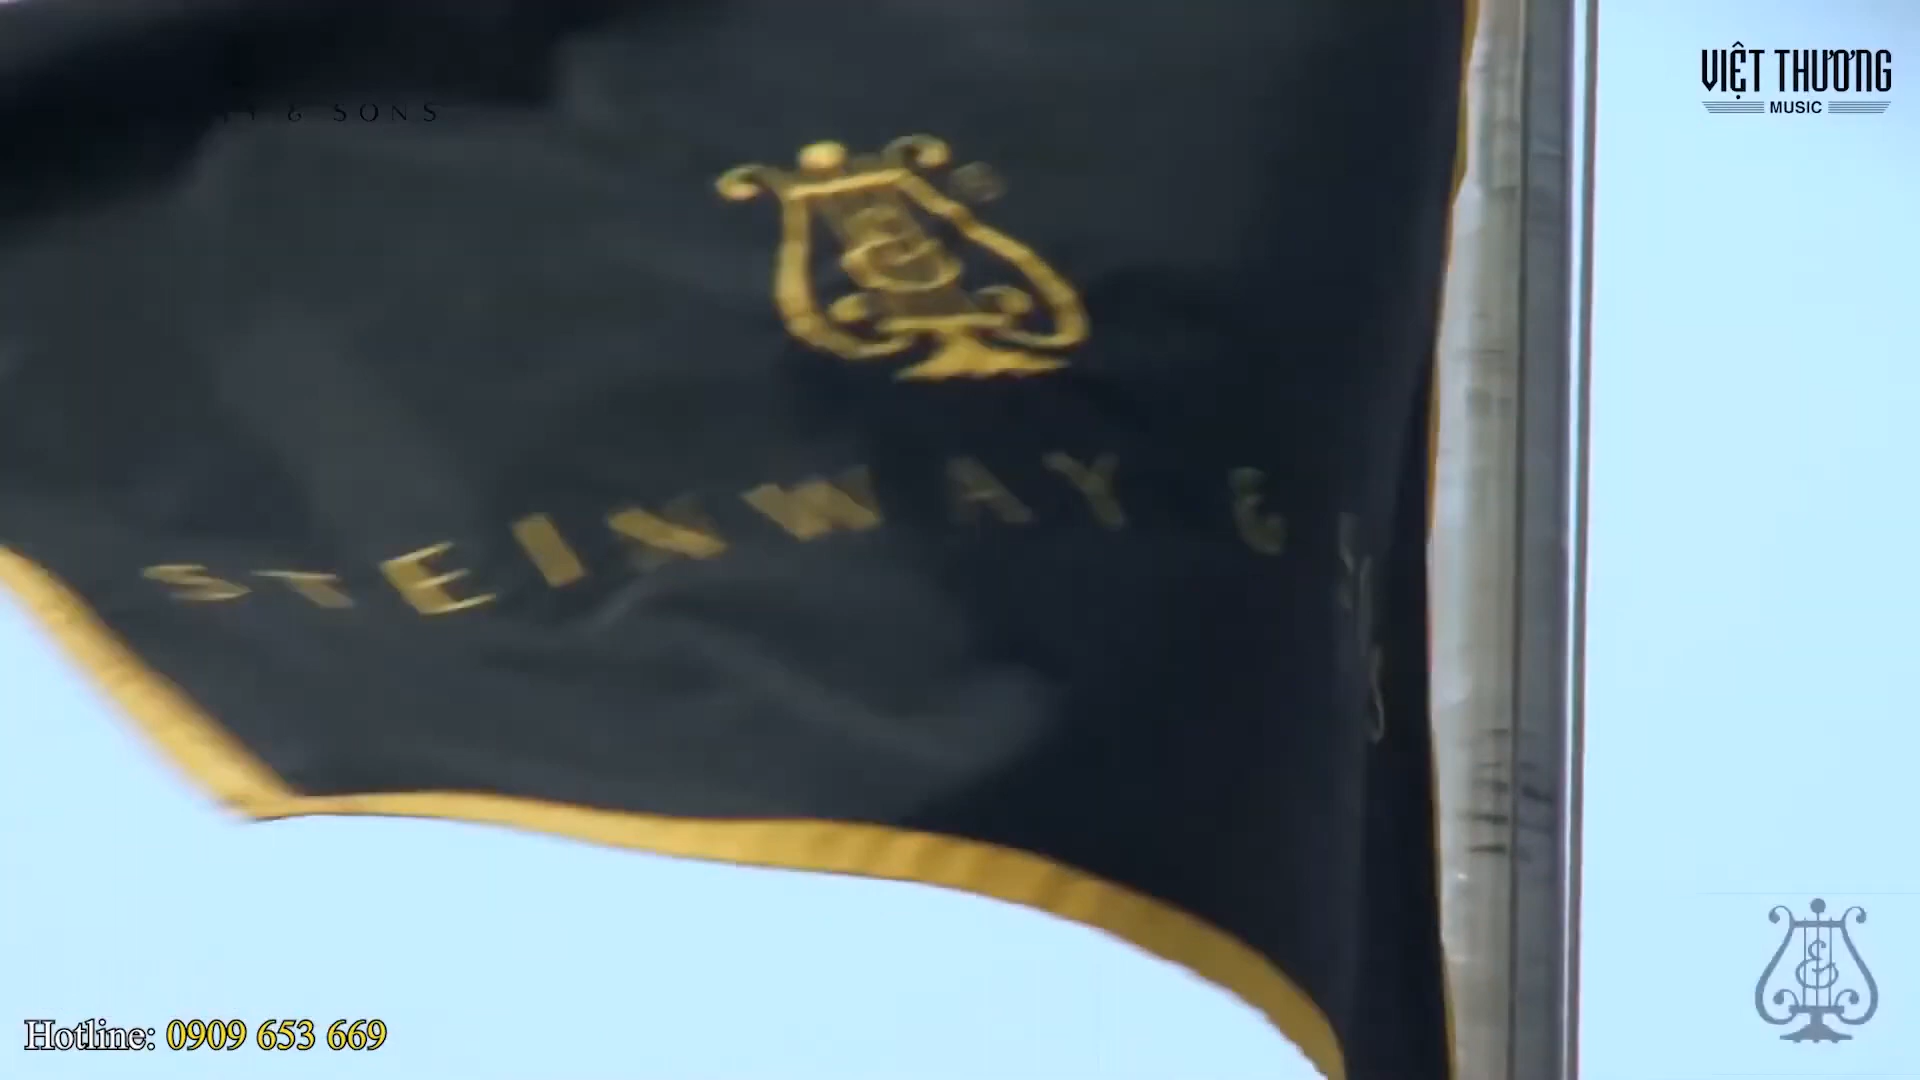 VIỆT THƯƠNG
MUSIC
& SONS
STEINWAY &
Hotline: 0909 653 669